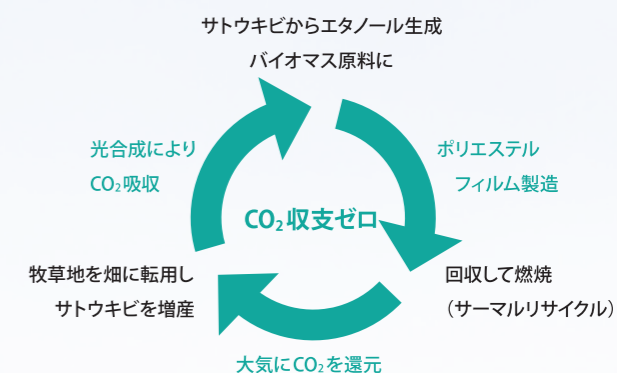 サトウキビからエタノール生成
バイオマス原料に
光合成により
CO₂吸収
ポリエステル
フィルム製造
CO₂収支ゼロ
牧草地を畑に転用し
サトウキビを増産
回収して燃焼
(サーマルリサイクル)
大気にCO₂を還元